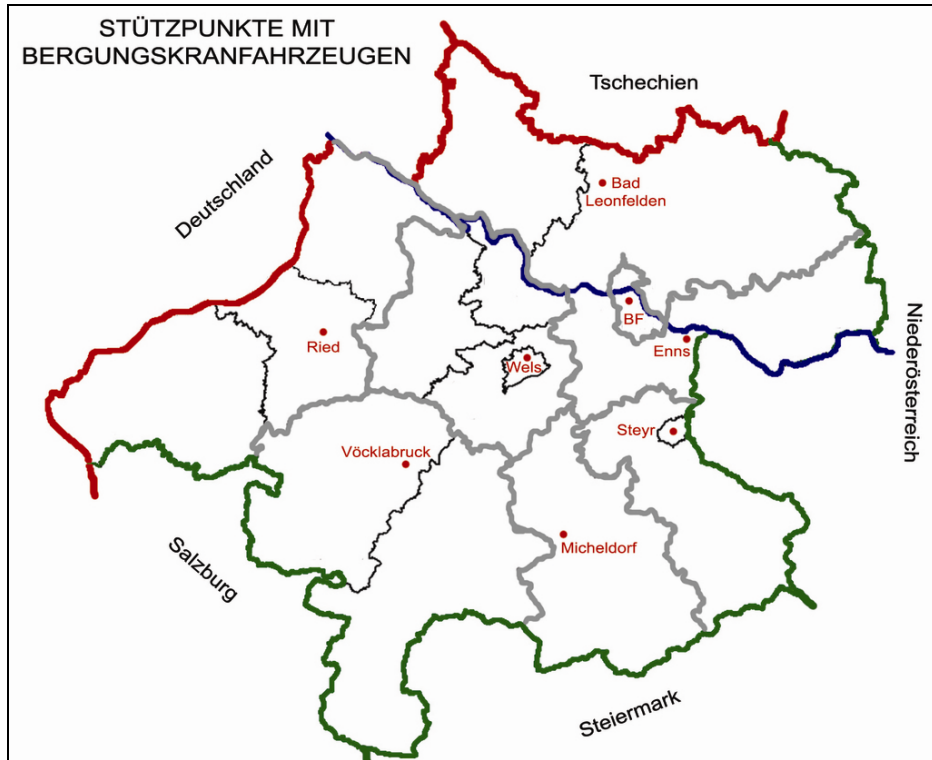 STÜTZPUNKTE MIT
BERGUNGSKRANFAHRZEUGEN
Tschechien
Deutschland
Bad
Leonfelden
BF
Niederösterreich
Ried
Enns
Wels
Steyr
Vöcklabruck
Micheldorf
Salzburg
Steiermark